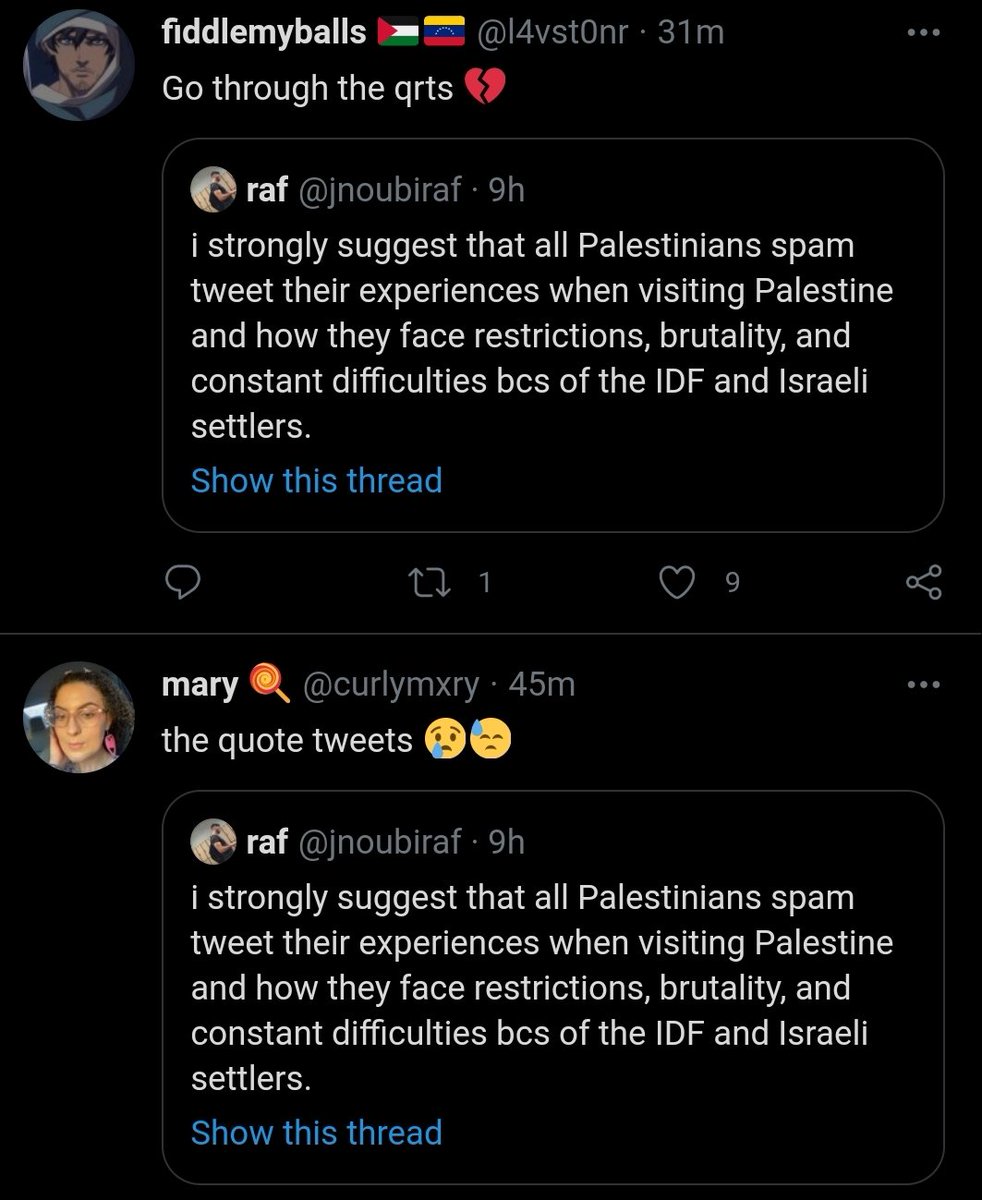 fiddlemyballs 🇵🇸🇻🇪 @l4vst0nr · 31m
Go through the qrts 💔
raf @jnoubiraf · 9h
i strongly suggest that all Palestinians spam
tweet their experiences when visiting Palestine
and how they face restrictions, brutality, and
constant difficulties bcs of the IDF and Israeli
settlers.
Show this thread
1 9
mary 🍭 @curlymxry · 45m
the quote tweets 😢😓
raf @jnoubiraf · 9h
i strongly suggest that all Palestinians spam
tweet their experiences when visiting Palestine
and how they face restrictions, brutality, and
constant difficulties bcs of the IDF and Israeli
settlers.
Show this thread